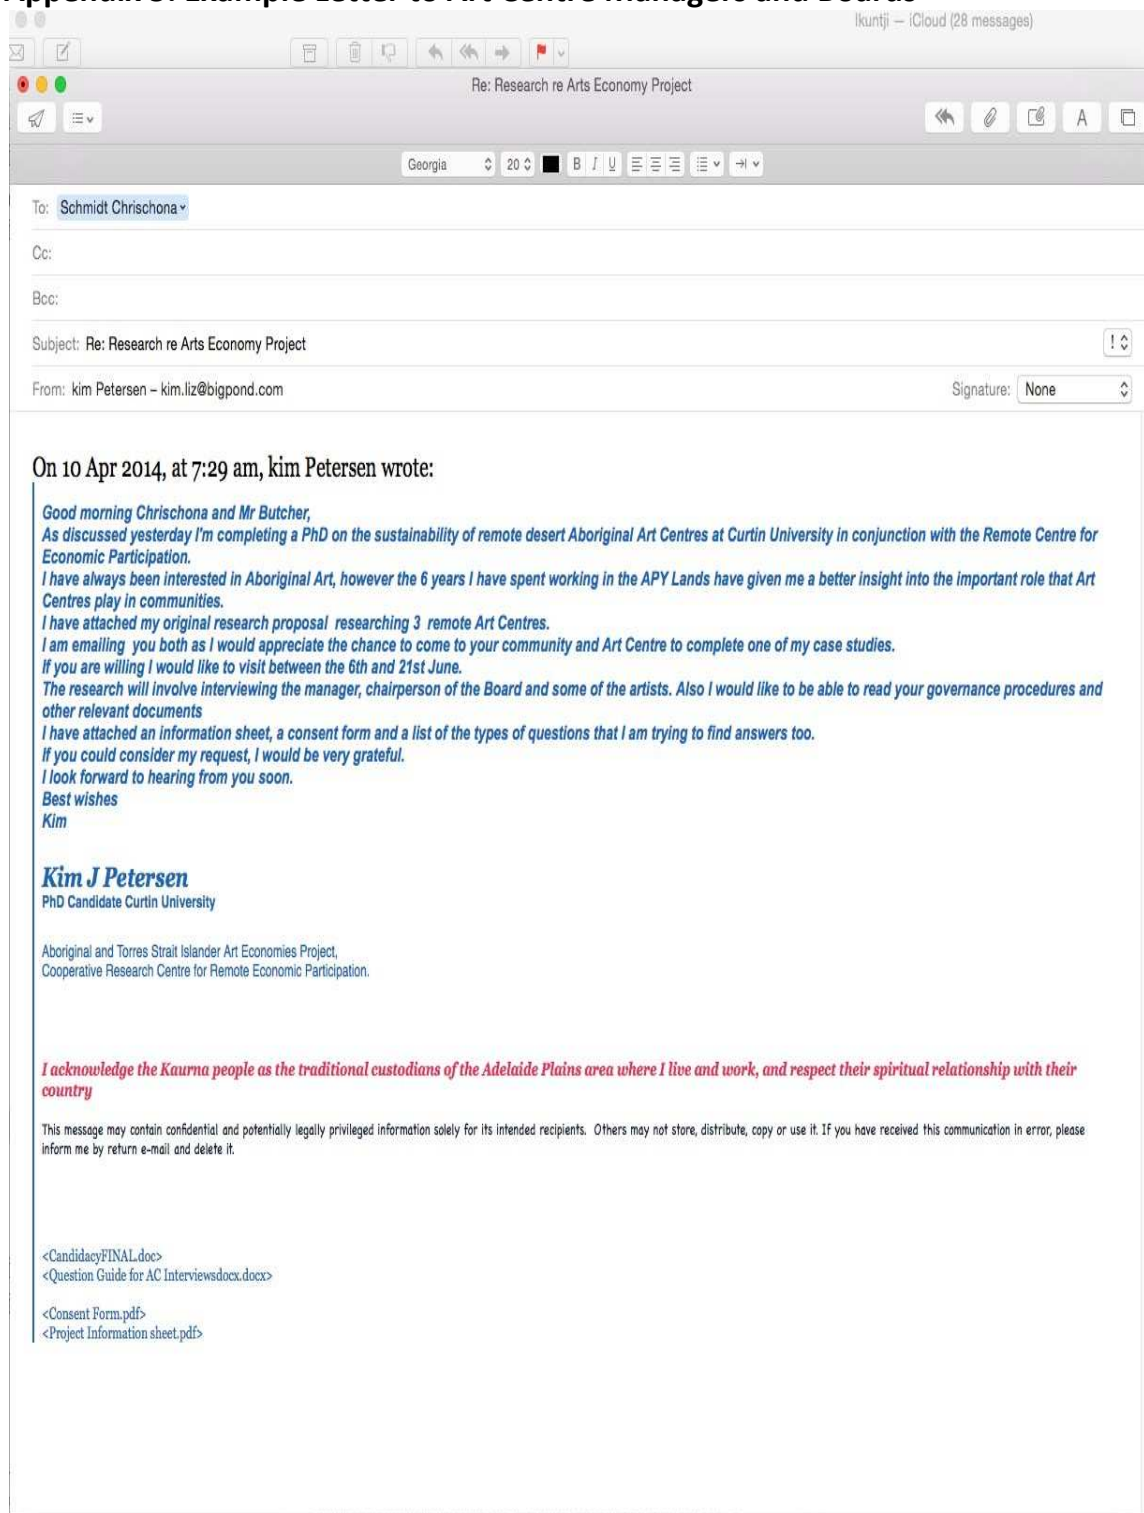 Ikuntji — iCloud (28 messages)
Re: Research re Arts Economy Project
A
Georgia 20 B I U
To: Schmidt Chrischona
Cc:
Bcc:
Subject: Re: Research re Arts Economy Project !
From: kim Petersen – kim.liz@bigpond.com Signature: None
On 10 Apr 2014, at 7:29 am, kim Petersen wrote:
Good morning Chrischona and Mr Butcher,
As discussed yesterday I'm completing a PhD on the sustainability of remote desert Aboriginal Art Centres at Curtin University in conjunction with the Remote Centre for
Economic Participation.
I have always been interested in Aboriginal Art, however the 6 years I have spent working in the APY Lands have given me a better insight into the important role that Art
Centres play in communities.
I have attached my original research proposal researching 3 remote Art Centres.
I am emailing you both as I would appreciate the chance to come to your community and Art Centre to complete one of my case studies.
If you are willing I would like to visit between the 6th and 21st June.
The research will involve interviewing the manager, chairperson of the Board and some of the artists. Also I would like to be able to read your governance procedures and
other relevant documents
I have attached an information sheet, a consent form and a list of the types of questions that I am trying to find answers too.
If you could consider my request, I would be very grateful.
I look forward to hearing from you soon.
Best wishes
Kim
Kim J Petersen
PhD Candidate Curtin University
Aboriginal and Torres Strait Islander Art Economies Project,
Cooperative Research Centre for Remote Economic Participation.
I acknowledge the Kaurna people as the traditional custodians of the Adelaide Plains area where I live and work, and respect their spiritual relationship with their
country
This message may contain confidential and potentially legally privileged information solely for its intended recipients. Others may not store, distribute, copy or use it. If you have received this communication in error, please
inform me by return e-mail and delete it.
<CandidacyFINAL.doc>
<Question Guide for AC Interviewsdocx.docx>
<Consent Form.pdf>
<Project Information sheet.pdf>